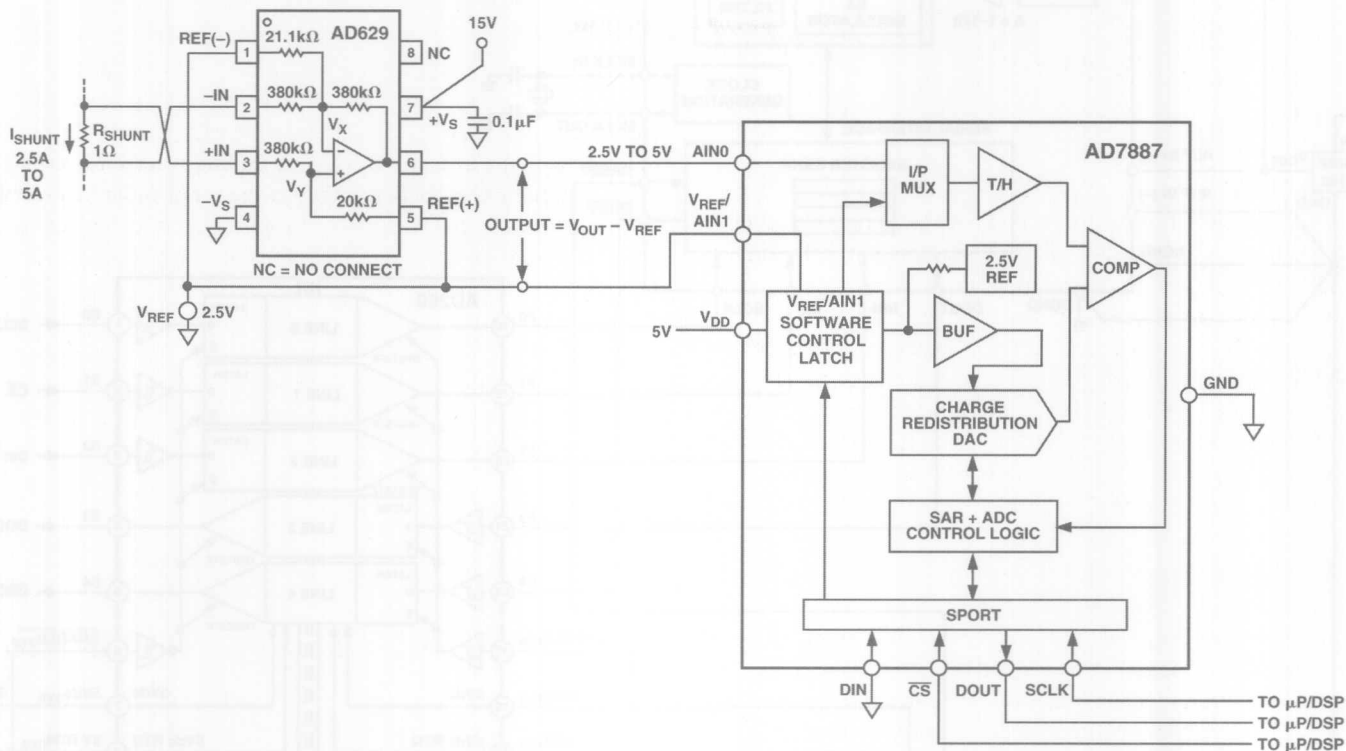 AD629
REF(–)
21.1kΩ
1
8
NC
15V
–IN
2
380kΩ
380kΩ
7
+VS
0.1μF
VX
ISHUNT
2.5A
TO
5A
RSHUNT
1Ω
+IN
3
380kΩ
6
VY
–VS
4
20kΩ
5
REF(+)
NC = NO CONNECT
OUTPUT = VOUT – VREF
VREF
2.5V
2.5V TO 5V
AIN0
VREF/
AIN1
AD7887
I/P
MUX
T/H
COMP
2.5V
REF
5V
VDD
VREF/AIN1
SOFTWARE
CONTROL
LATCH
BUF
CHARGE
REDISTRIBUTION
DAC
GND
SAR + ADC
CONTROL LOGIC
SPORT
DIN
CS
DOUT
SCLK
TO μP/DSP
TO μP/DSP
TO μP/DSP